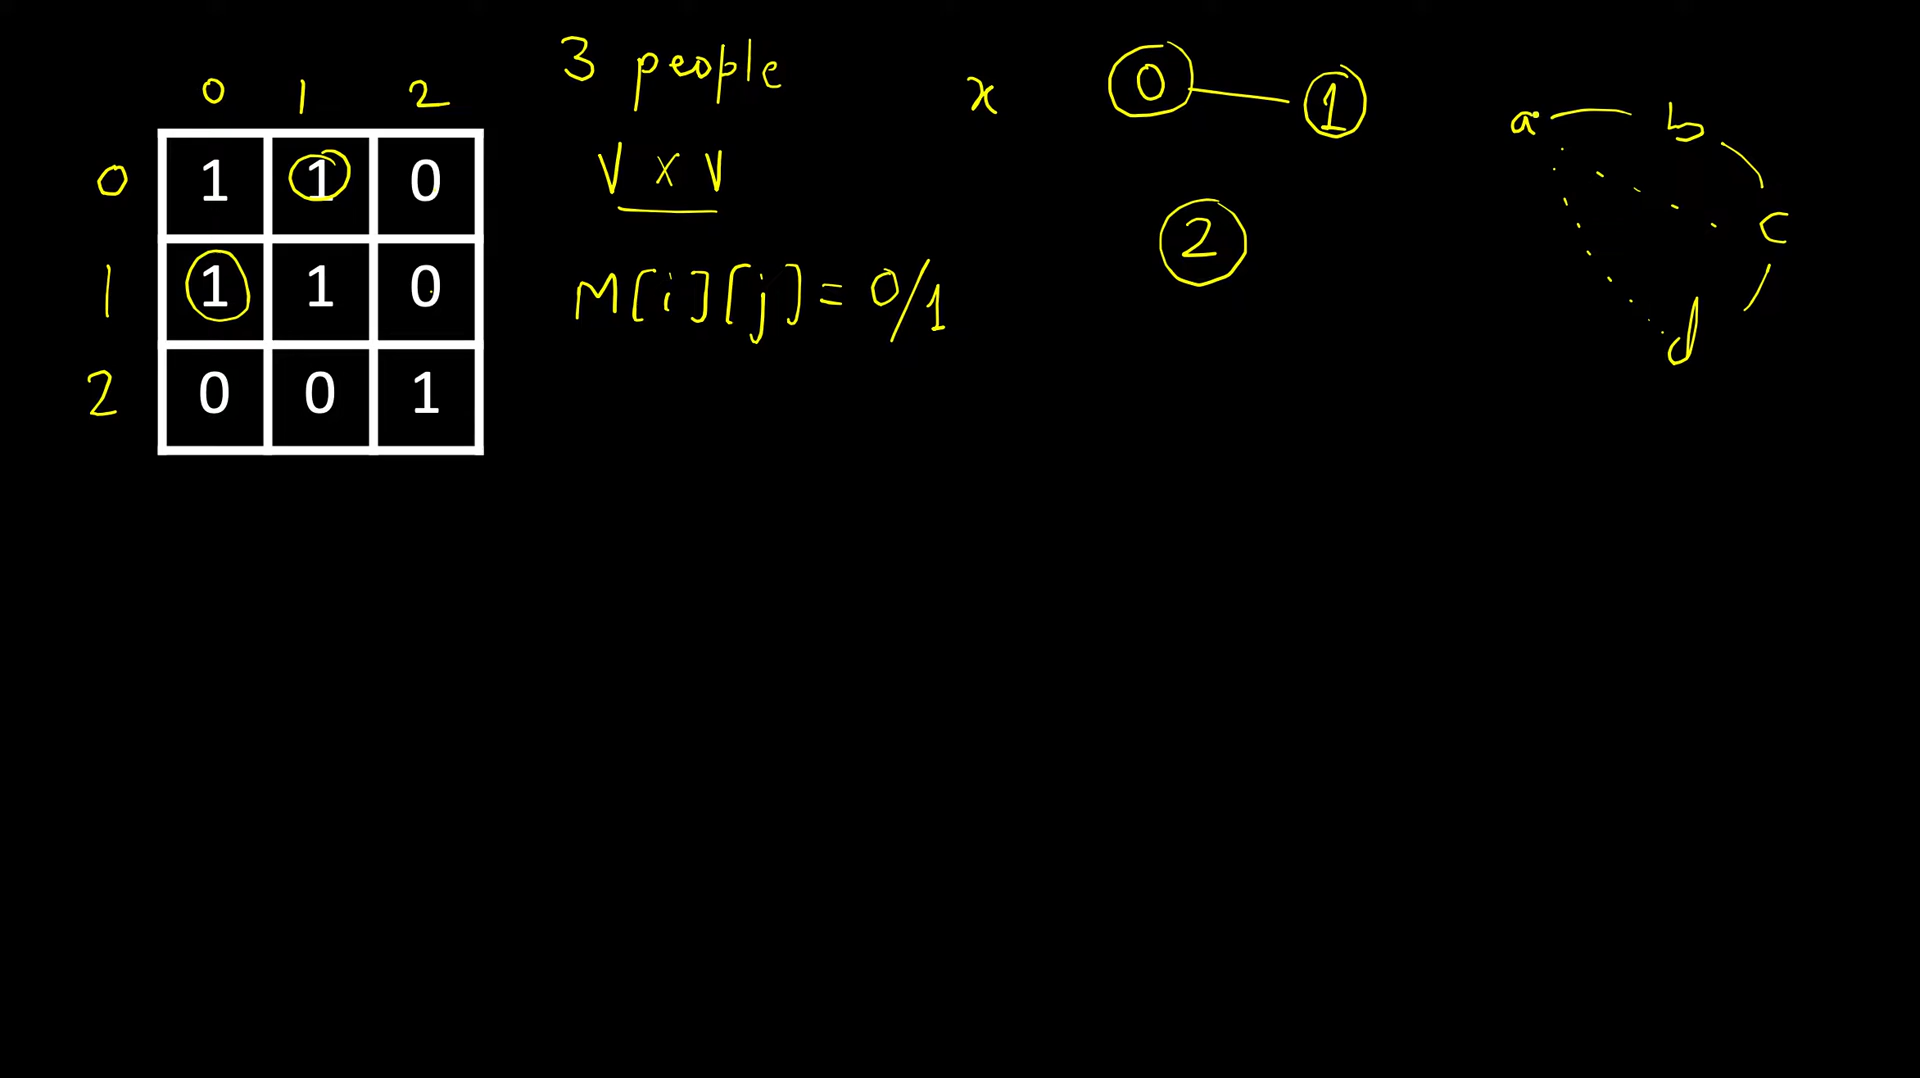 0 1 2
0 1 1 0
1 1 1 0
2 0 0 1
3 people
V x V
M[i][j] = 0/1
x
0 1
2
a b
c
d